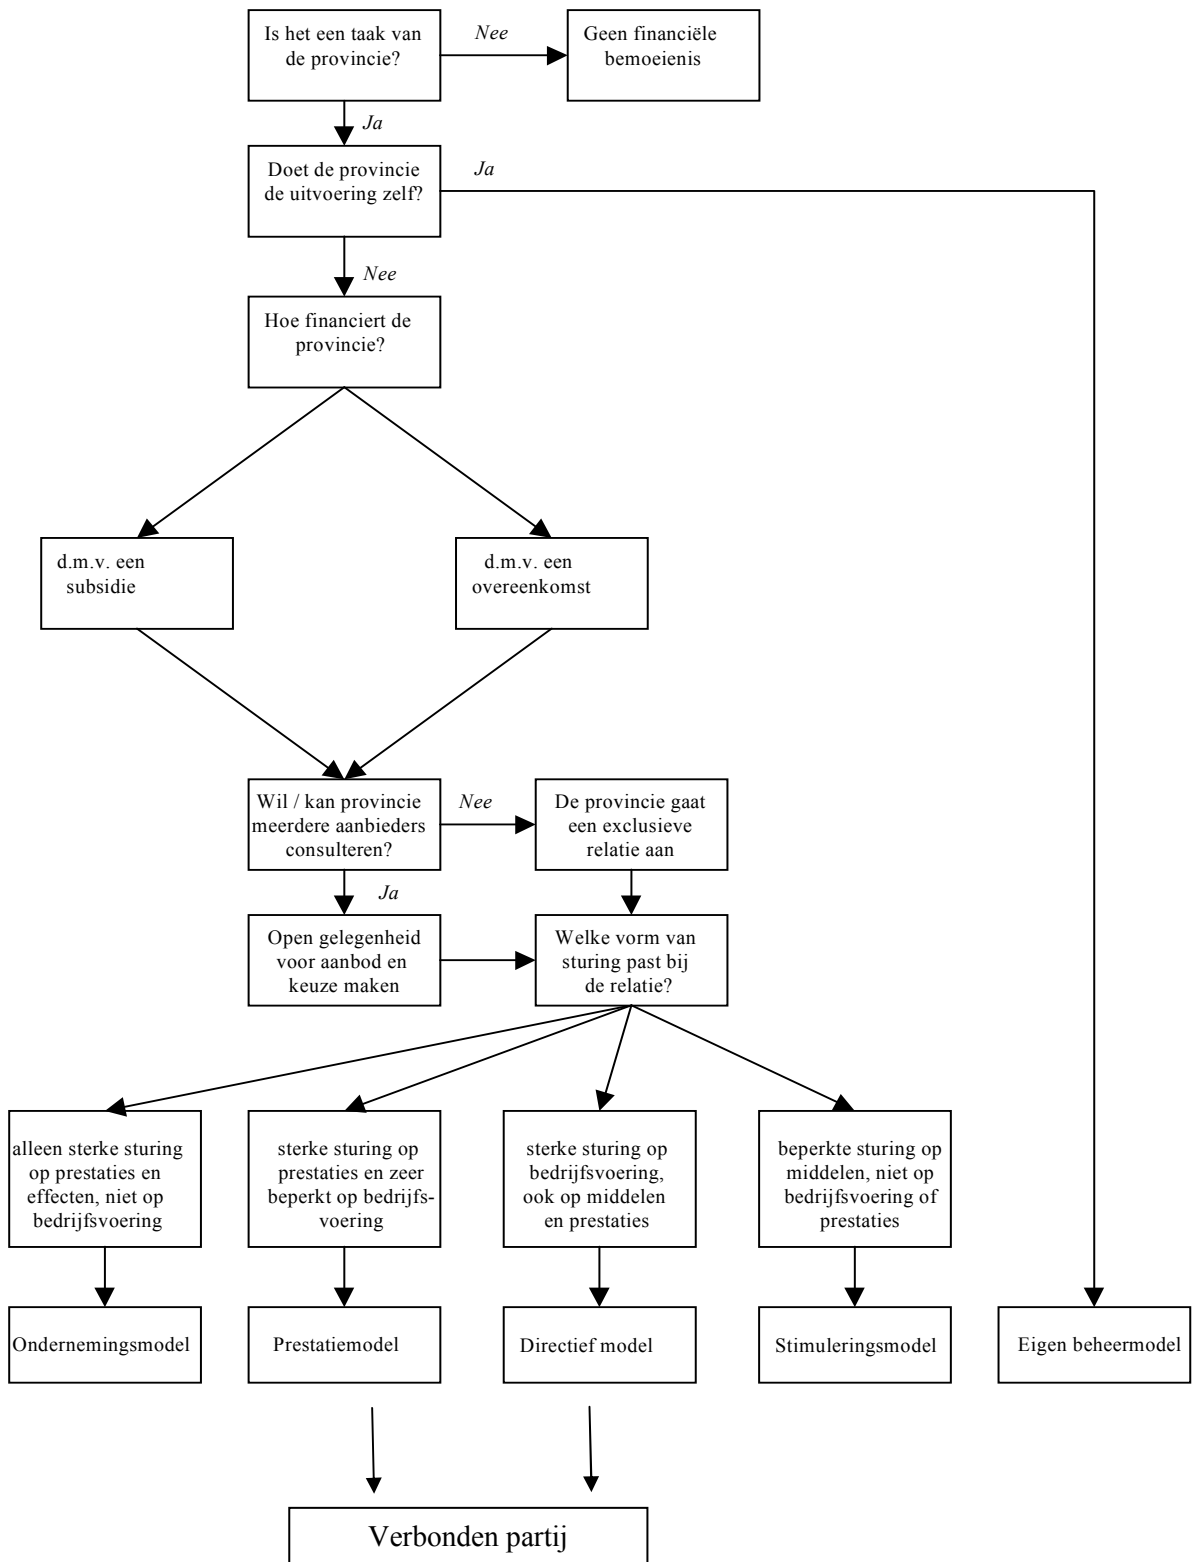 Is het een taak van
de provincie?
Nee
Geen financiële
bemoeienis
Ja
Doet de provincie
de uitvoering zelf?
Ja
Nee
Hoe financiert de
provincie?
d.m.v. een
subsidie
d.m.v. een
overeenkomst
Wil / kan provincie
meerdere aanbieders
consulteren?
Nee
De provincie gaat
een exclusieve
relatie aan
Ja
Open gelegenheid
voor aanbod en
keuze maken
Welke vorm van
sturing past bij
de relatie?
alleen sterke sturing
op prestaties en
effecten, niet op
bedrijfsvoering
sterke sturing op
prestaties en zeer
beperkt op bedrijfs-
voering
sterke sturing op
bedrijfsvoering,
ook op middelen
en prestaties
beperkte sturing op
middelen, niet op
bedrijfsvoering of
prestaties
Ondernemingsmodel
Prestatiemodel
Directief model
Stimuleringsmodel
Eigen beheermodel
Verbonden partij